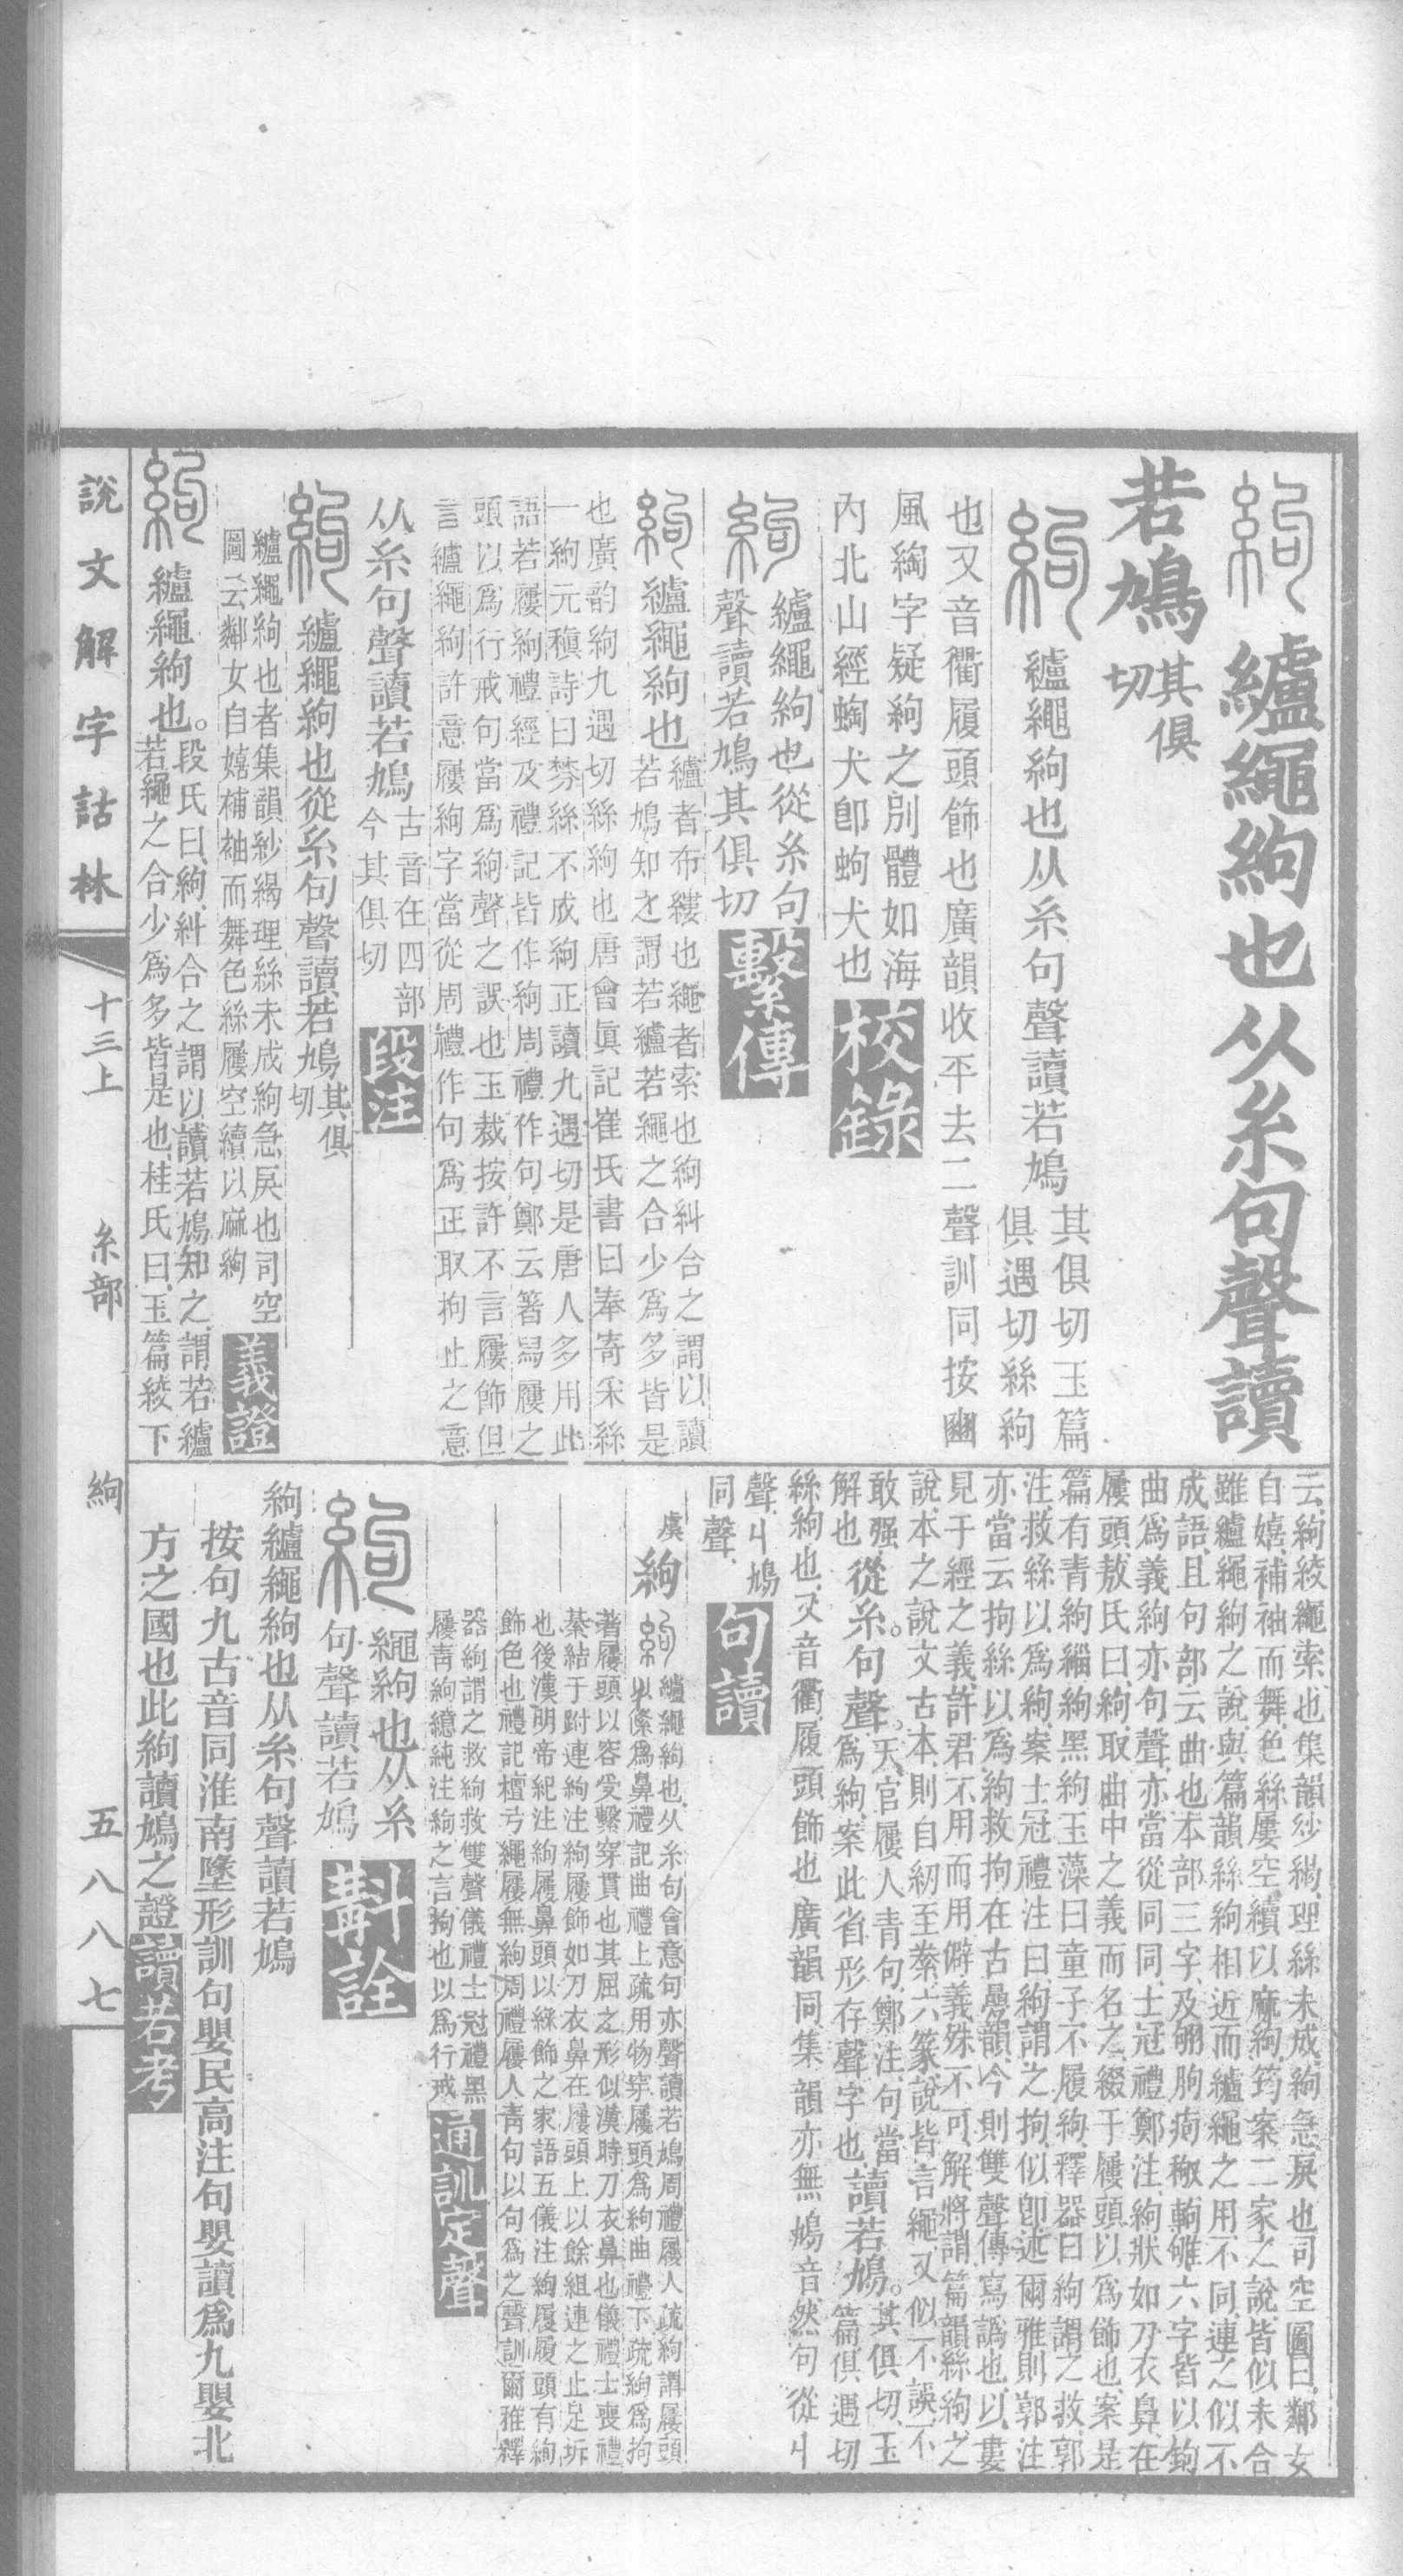 絇 纑繩絇也从糸句聲讀
若鳩其俱
切
絇 纑繩絇也从糸句聲讀若鳩其俱切玉篇
俱遇切絲絇
也又音衢履頭飾也廣韻收平去二聲訓同按豳
風綯字疑絇之別體如海
內北山經蜪犬卽蚼犬也校錄
絇 纑繩絇也從糸句
聲讀若鳩其俱切繫傳
絇 纑繩絇也纑者布縷也繩者索也絇糾合之謂以讀
若鳩知之謂若纑若繩之合少爲多皆是
也廣韵絇九遇切絲絇也唐會眞記崔氏書曰奉寄䌽絲
一絇元稹詩曰棼絲不成絇正讀九遇切是唐人多用此
語若屨絇禮經及禮記皆作絇周禮作句鄭云著舄屨之
頭以爲行戒句當爲絇聲之誤也玉裁按許不言屨飾但
言纑繩絇許意屨絇字當從周禮作句爲正取拘止之意
从糸句聲讀若鳩古音在四部
今其俱切段注
絇 纑繩絇也從糸句聲讀若鳩其俱
切
纑繩絇也者集韻紗緆理絲未成絇急戾也司空
圖云鄰女自嬉補袖而舞色絲屨空續以麻絇義證
絇 纑繩絇也。段氏曰絇糾合之謂以讀若鳩知之謂若纑
若繩之合少爲多皆是也桂氏曰玉篇綾下
云絇綾繩索也集韻紗緆理絲未成絇急戾也司空圖曰鄰女
自嬉補袖而舞色絲屨空續以麻絇筠案二家之說皆似未合
雖纑繩絇之說與篇韻絲絇相近而纑繩之用不同連之似不
成語且句部云曲也本部三字及翑朐痀䅓軥雊六字皆以鉤
曲爲義絇亦句聲亦當從同同士冠禮鄭注絇狀如刀衣鼻在
屨頭敖氏曰絇取曲中之義而名之綴于屨頭以爲飾也案是
篇有青絇緇絇黑絇玉藻曰童子不履絇釋器曰絇謂之救郭
注救絲以爲絇案士冠禮注曰絇謂之拘似卽述爾雅則郭注
亦當云拘絲以爲絇救拘在古曡韻今則雙聲傳寫譌也以婁
見于經之義許君不用而用僻義殊不可解將謂篇韻絲絇之
說本之說文古本則自紉至縏六篆說皆言繩又似不誤不
敢强解也從糸句聲。天官屨人青句鄭注句當
爲絇案此省形存聲字也讀若鳩。其俱切玉
篇俱遇切
絲絇也又音衢履頭飾也廣韻同集韻亦無鳩音然句從丩
聲丩鳩
同聲句讀
虞 絇 纑繩絇也从糸句會意句亦聲讀若鳩周禮屨人疏絇謂屨頭
以絛爲鼻禮記曲禮上疏用物穿屨頭爲絇曲禮下疏絇爲拘
著屨頭以容受繫穿貫也其屈之形似漢時刀衣鼻也儀禮士喪禮
綦結于跗連絇注絇屨飾如刀衣鼻在屨頭上以餘組連之止足坼
也後漢明帝紀注絇履鼻頭以絲飾之家語五儀注絇履履頭有絇
飾色也禮記檀弓繩屨無絇周禮屨人靑句以句爲之聲訓爾雅釋
器絇謂之救絇救雙聲儀禮士冠禮黑
屨靑絇繶純注絇之言拘也以爲行戒通訓定聲
絇 繩絇也从糸
句聲讀若鳩斠詮
絇纑繩絇也从糸句聲讀若鳩
按句九古音同淮南墬形訓句嬰民高注句嬰讀爲九嬰北
方之國也此絇讀鳩之證讀若考
說文解字詁林 十三上 糸部 絇 五八八七